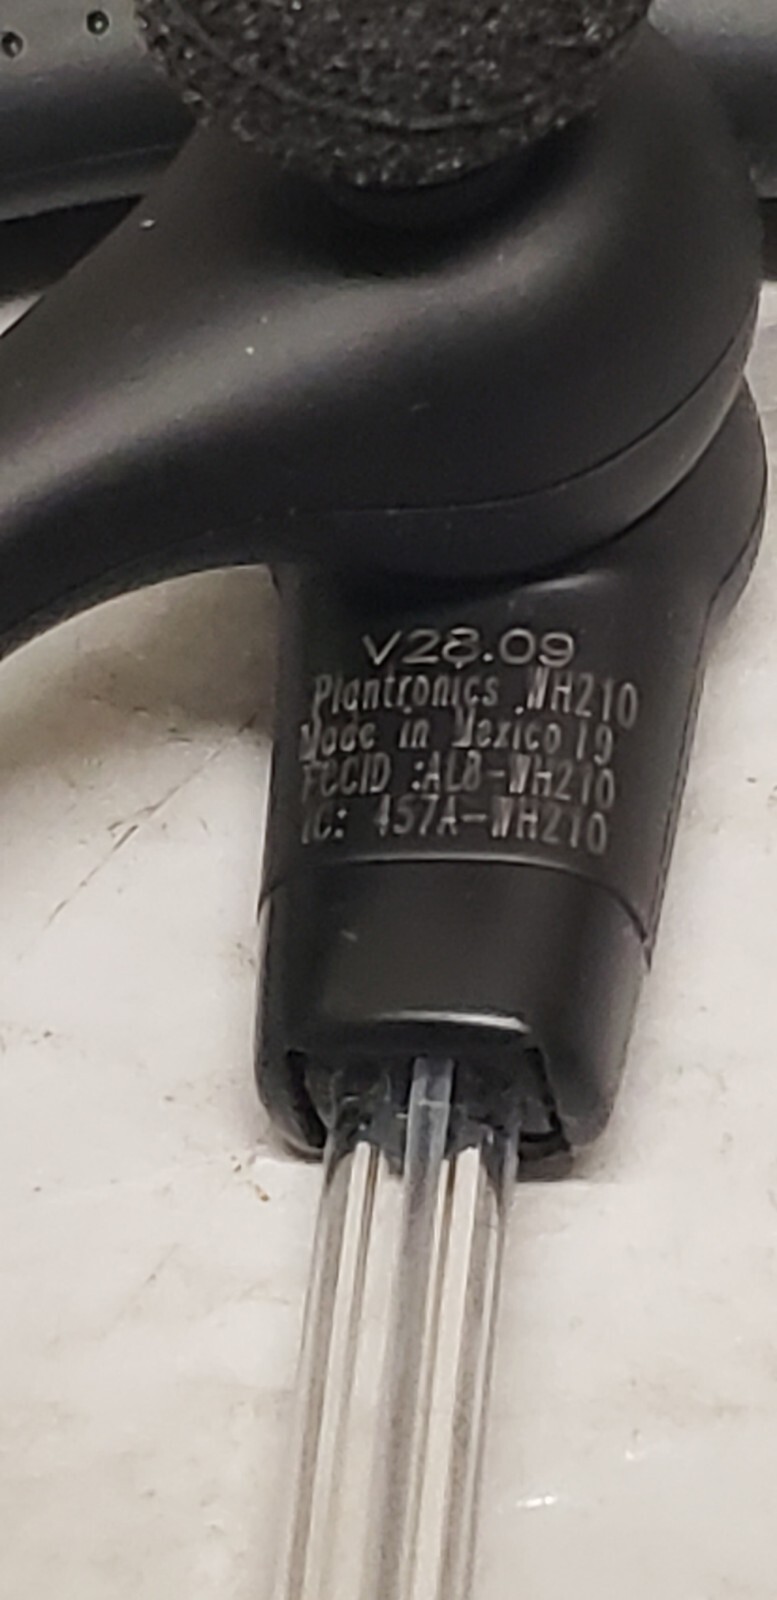 V28.09
Plantronics WH210
Made in Mexico 19
FCCID :AL8-WH210
IC: 457A-WH210